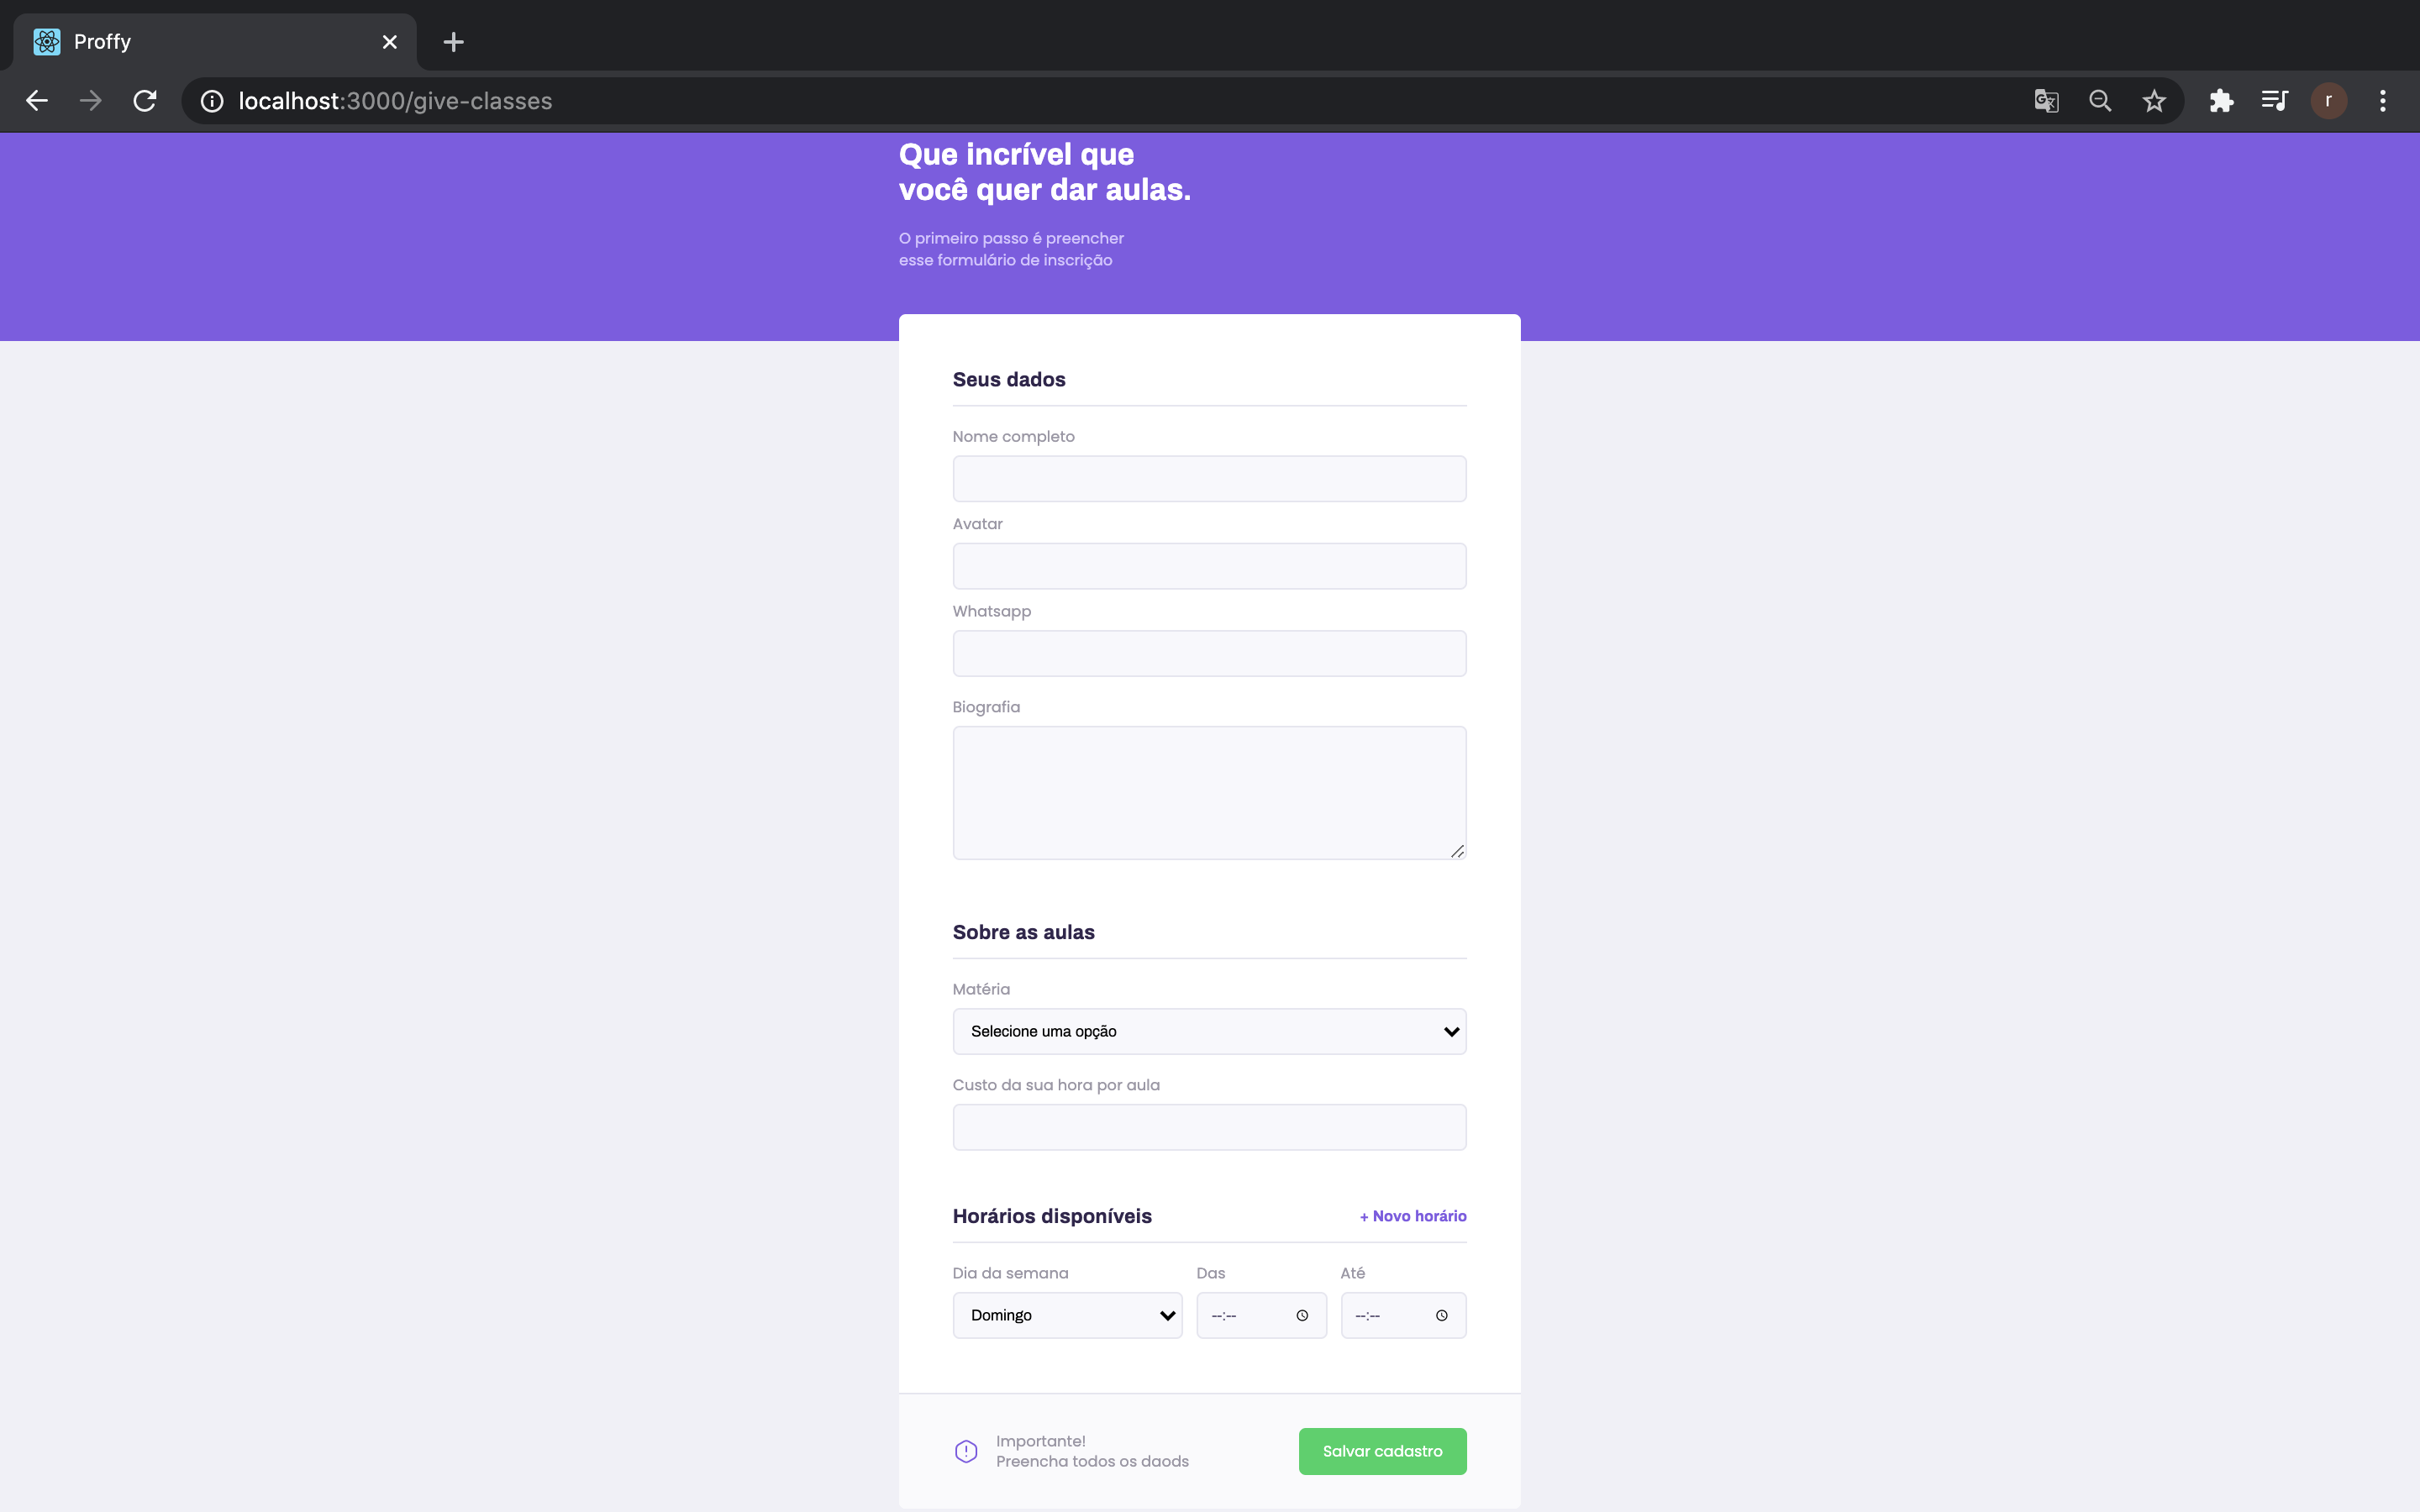 Proffy
localhost:3000/give-classes
r
Que incrível que
você quer dar aulas.
O primeiro passo é preencher
esse formulário de inscrição
Seus dados
Nome completo
Avatar
Whatsapp
Biografia
Sobre as aulas
Matéria
Selecione uma opção
Custo da sua hora por aula
Horários disponíveis + Novo horário
Dia da semana Das Até
Domingo --:-- --:--
Importante!
Preencha todos os daods
Salvar cadastro